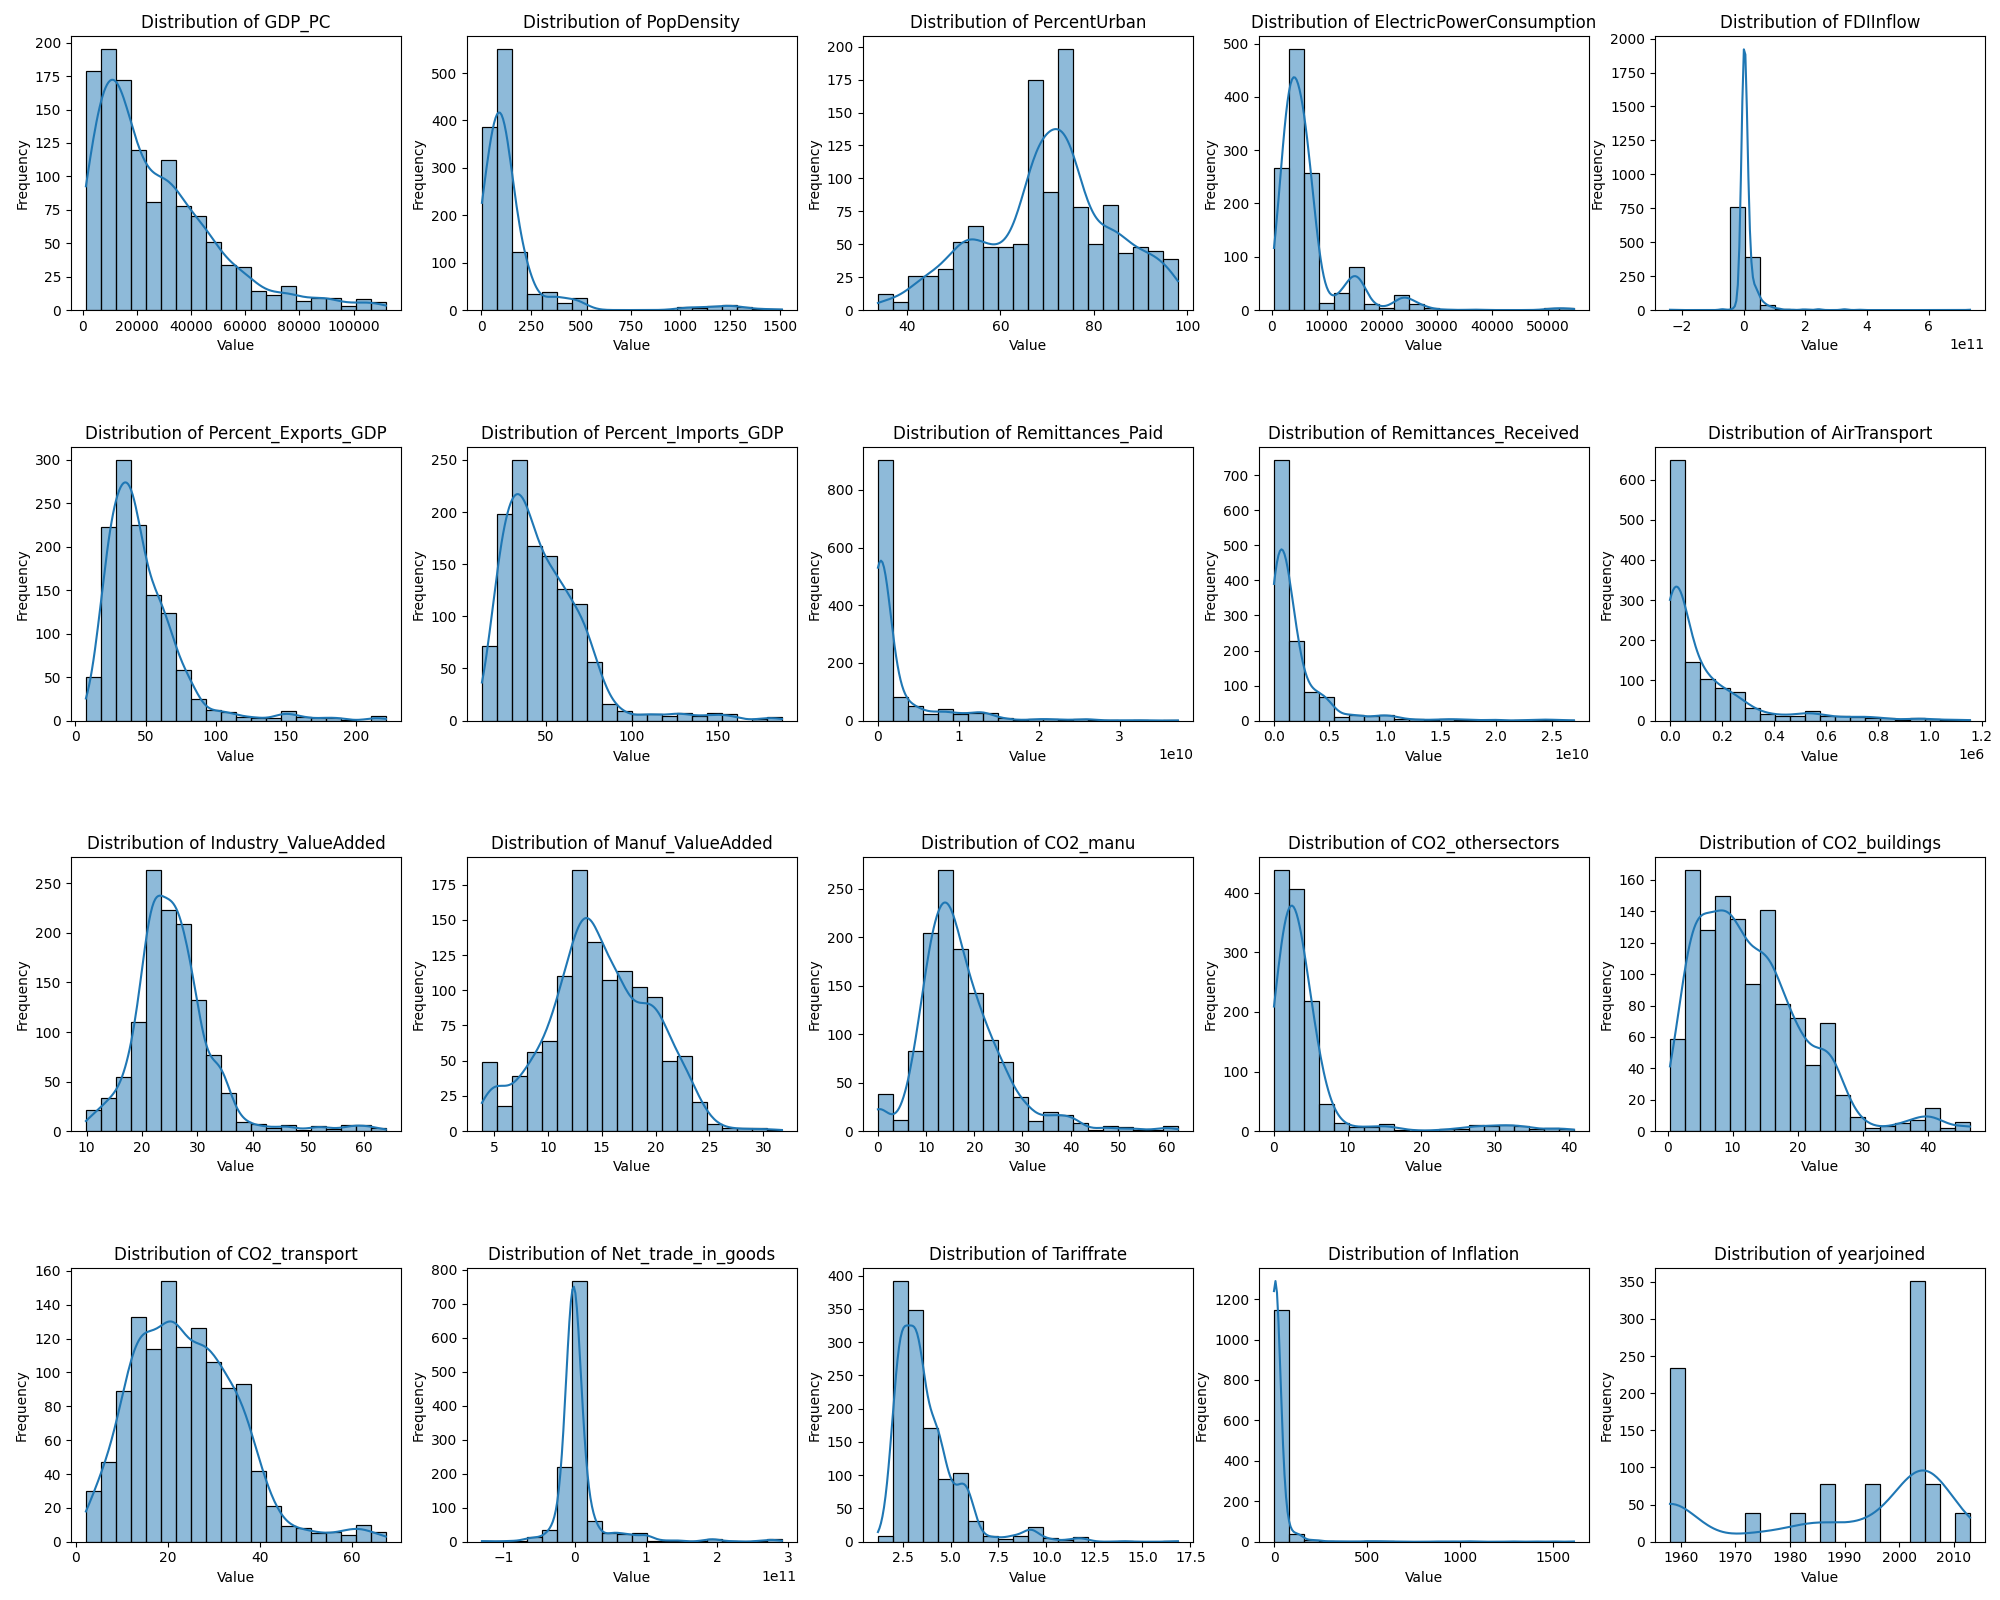 Distribution of GDP_PC
200
175
150
125
100
75
50
25
0
Frequency
0 20000 40000 60000 80000 100000
Value
Distribution of PopDensity
500
400
300
200
100
0
Frequency
0 250 500 750 1000 1250 1500
Value
Distribution of PercentUrban
200
175
150
125
100
75
50
25
0
Frequency
40 60 80 100
Value
Distribution of ElectricPowerConsumption
500
400
300
200
100
0
Frequency
0 10000 20000 30000 40000 50000
Value
Distribution of FDIInflow
2000
1750
1500
1250
1000
750
500
250
0
Frequency
−2 0 2 4 6
1e11
Value
Distribution of Percent_Exports_GDP
300
250
200
150
100
50
0
Frequency
0 50 100 150 200
Value
Distribution of Percent_Imports_GDP
250
200
150
100
50
0
Frequency
50 100 150
Value
Distribution of Remittances_Paid
800
600
400
200
0
Frequency
0 1 2 3
1e10
Value
Distribution of Remittances_Received
700
600
500
400
300
200
100
0
Frequency
0.0 0.5 1.0 1.5 2.0 2.5
1e10
Value
Distribution of AirTransport
600
500
400
300
200
100
0
Frequency
0.0 0.2 0.4 0.6 0.8 1.0 1.2
1e6
Value
Distribution of Industry_ValueAdded
250
200
150
100
50
0
Frequency
10 20 30 40 50 60
Value
Distribution of Manuf_ValueAdded
175
150
125
100
75
50
25
0
Frequency
5 10 15 20 25 30
Value
Distribution of CO2_manu
250
200
150
100
50
0
Frequency
0 10 20 30 40 50 60
Value
Distribution of CO2_othersectors
400
300
200
100
0
Frequency
0 10 20 30 40
Value
Distribution of CO2_buildings
160
140
120
100
80
60
40
20
0
Frequency
0 10 20 30 40
Value
Distribution of CO2_transport
160
140
120
100
80
60
40
20
0
Frequency
0 20 40 60
Value
Distribution of Net_trade_in_goods
800
700
600
500
400
300
200
100
0
Frequency
−1 0 1 2 3
1e11
Value
Distribution of Tariffrate
400
350
300
250
200
150
100
50
0
Frequency
2.5 5.0 7.5 10.0 12.5 15.0 17.5
Value
Distribution of Inflation
1200
1000
800
600
400
200
0
Frequency
0 500 1000 1500
Value
Distribution of yearjoined
350
300
250
200
150
100
50
0
Frequency
1960 1970 1980 1990 2000 2010
Value